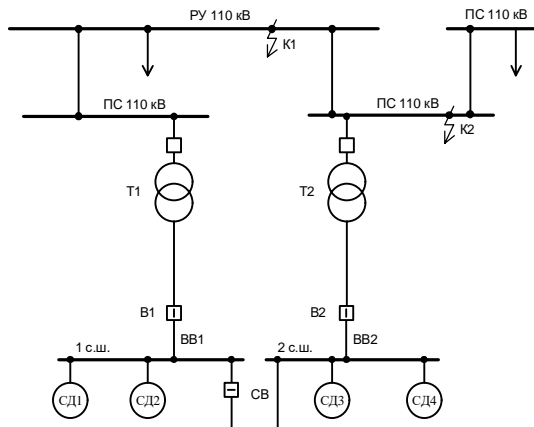 РУ 110 кВ
ПС 110 кВ
К1
ПС 110 кВ
ПС 110 кВ
К2
Т1
Т2
В1
В2
ВВ1
ВВ2
1 с.ш.
2 с.ш.
СД1
СД2
СВ
СД3
СД4